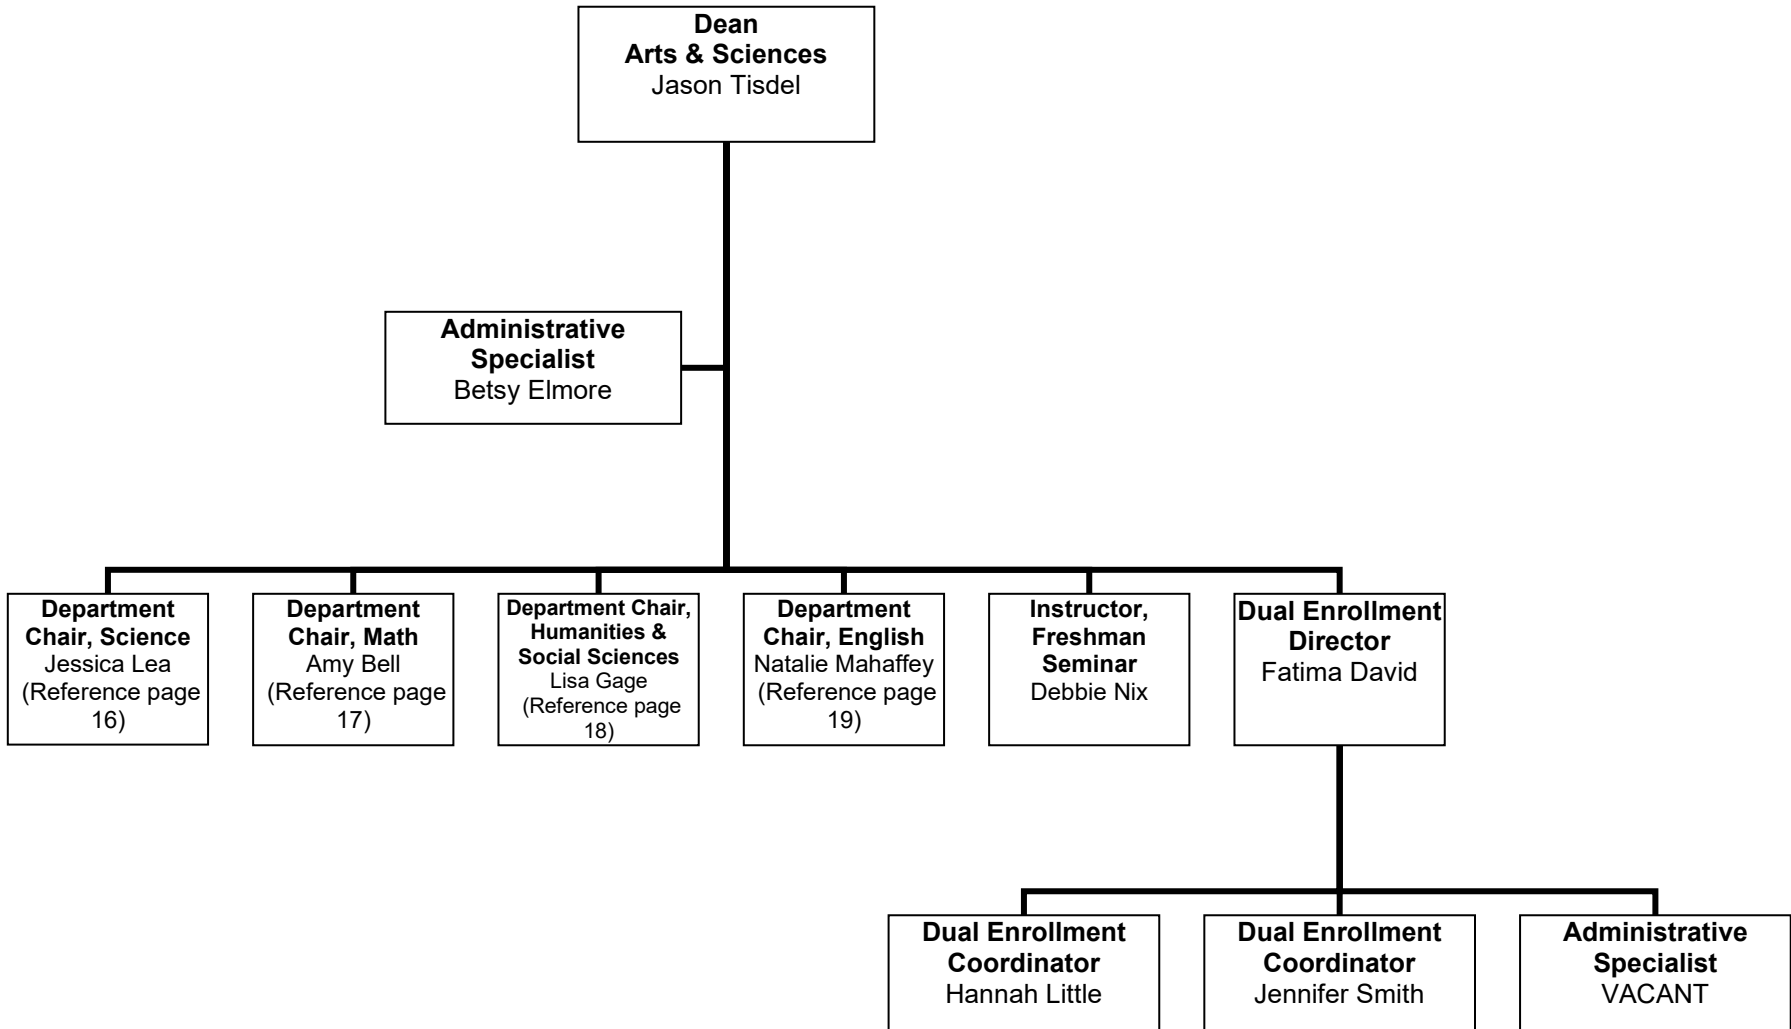 Dean
Arts & Sciences
Jason Tisdel
Administrative
Specialist
Betsy Elmore
Department
Chair, Science
Jessica Lea
(Reference page
16)
Department
Chair, Math
Amy Bell
(Reference page
17)
Department Chair,
Humanities &
Social Sciences
Lisa Gage
(Reference page
18)
Department
Chair, English
Natalie Mahaffey
(Reference page
19)
Instructor,
Freshman
Seminar
Debbie Nix
Dual Enrollment
Director
Fatima David
Dual Enrollment
Coordinator
Hannah Little
Dual Enrollment
Coordinator
Jennifer Smith
Administrative
Specialist
VACANT